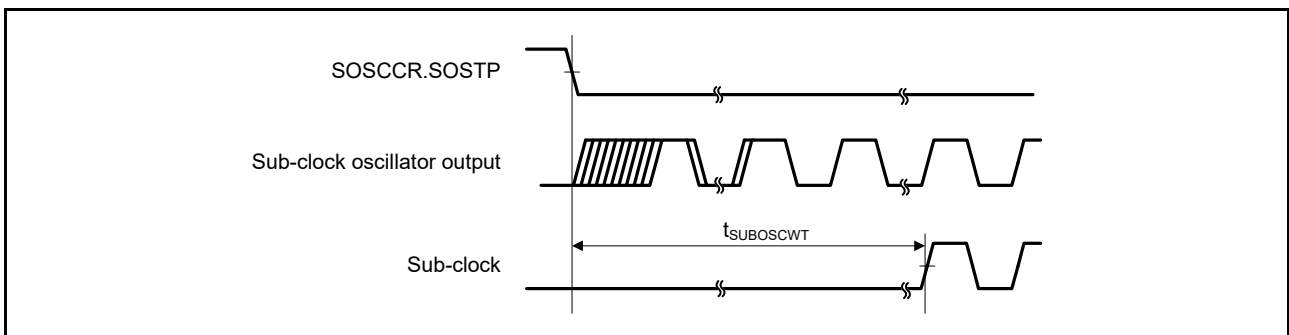 SOSCCR.SOSTP
Sub-clock oscillator output
tSUBOSCWT
Sub-clock